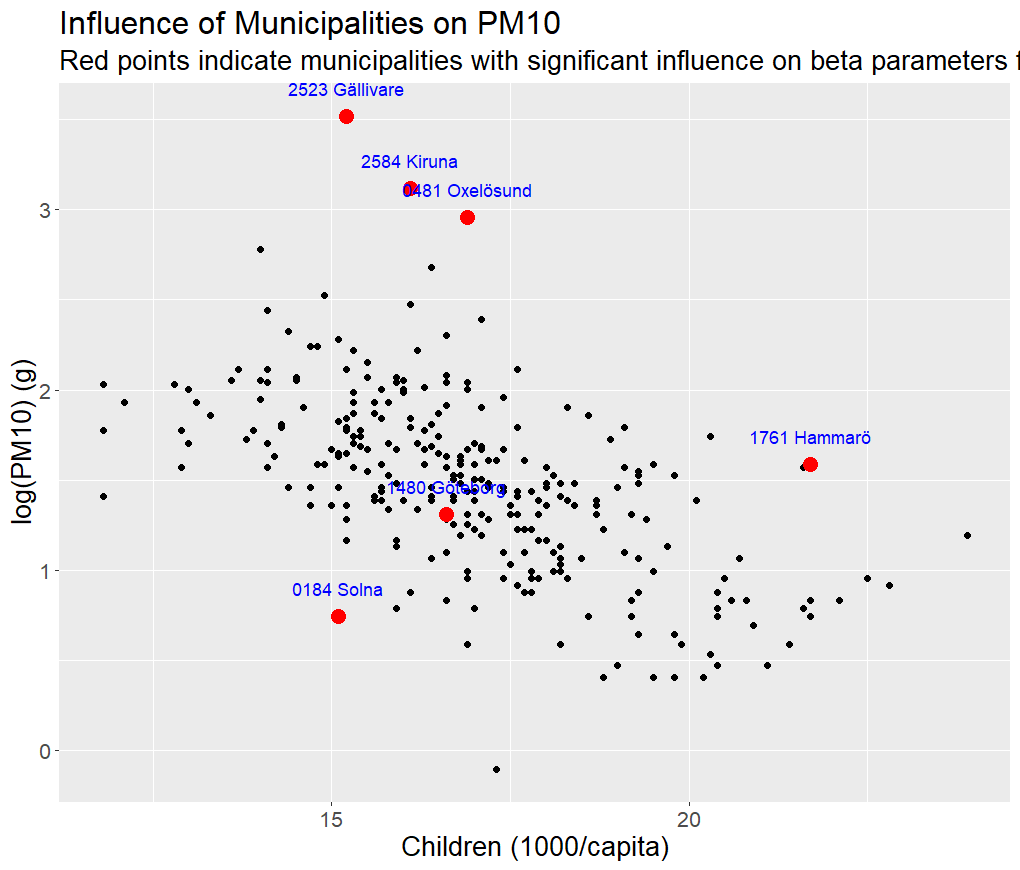 Influence of Municipalities on PM10
Red points indicate municipalities with significant influence on beta parameters f
2523 Gällivare
2584 Kiruna
0481 Oxelösund
3
2
1761 Hammarö
1480 Göteborg
log(PM10) (g)
1
0184 Solna
0
15
20
Children (1000/capita)